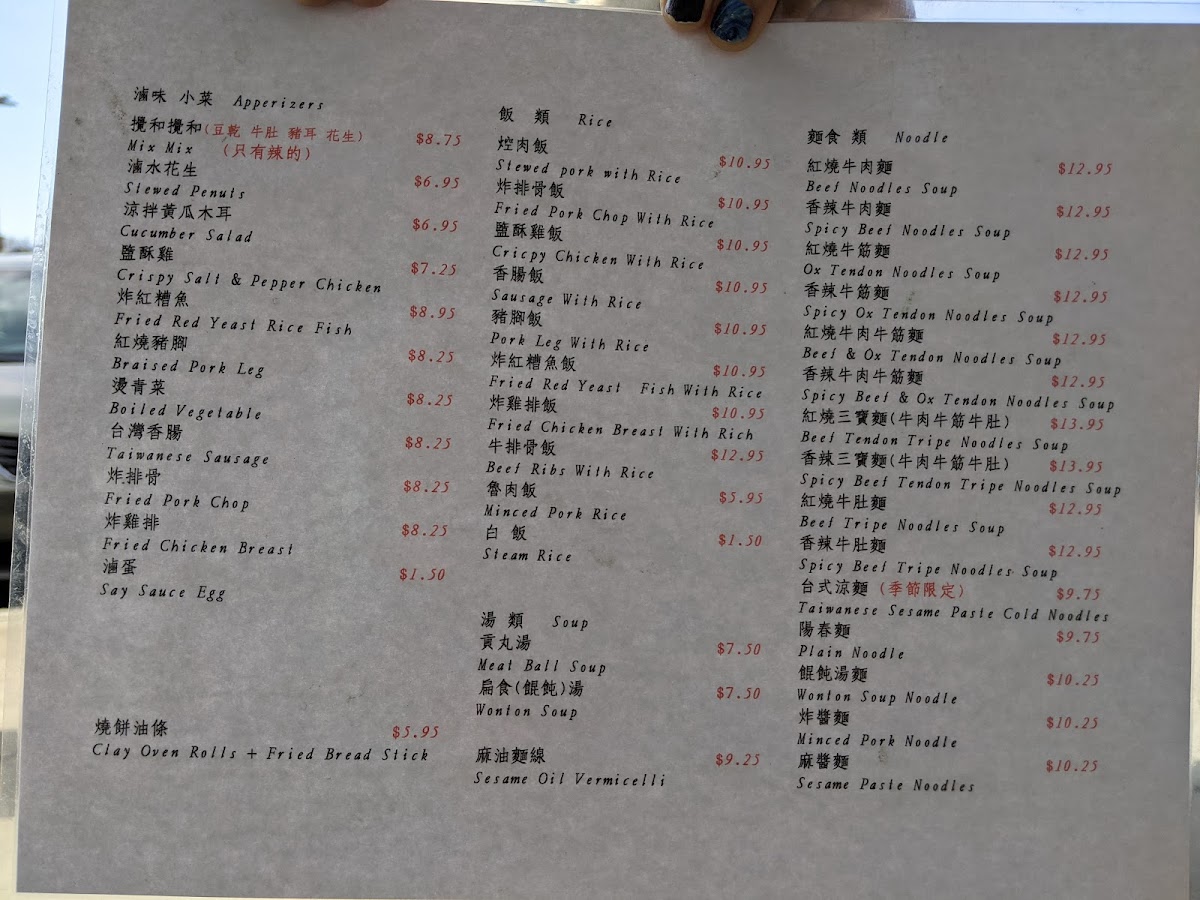 滷味 小菜 Apperizers
攪和攪和(豆乾 牛肚 豬耳 花生) $8.75
Mix Mix (只有辣的)
滷水花生 $6.95
Stewed Penuts
涼拌黃瓜木耳 $6.95
Cucumber Salad
鹽酥雞 $7.25
Crispy Salt & Pepper Chicken
炸紅糟魚 $8.95
Fried Red Yeast Rice Fish
紅燒豬腳 $8.25
Braised Pork Leg
燙青菜 $8.25
Boiled Vegetable
台灣香腸 $8.25
Taiwanese Sausage
炸排骨 $8.25
Fried Pork Chop
炸雞排 $8.25
Fried Chicken Breast
滷蛋 $1.50
Say Sauce Egg
燒餅油條 $5.95
Clay Oven Rolls + Fried Bread Stick
飯 類 Rice
焢肉飯 $10.95
Stewed pork with Rice
炸排骨飯 $10.95
Fried Pork Chop With Rice
鹽酥雞飯 $10.95
Cricpy Chicken With Rice
香腸飯 $10.95
Sausage With Rice
豬腳飯 $10.95
Pork Leg With Rice
炸紅糟魚飯 $10.95
Fried Red Yeast Fish With Rice
炸雞排飯 $10.95
Fried Chicken Breast With Rich
牛排骨飯 $12.95
Beef Ribs With Rice
魯肉飯 $5.95
Minced Pork Rice
白 飯 $1.50
Steam Rice
湯 類 Soup
貢丸湯 $7.50
Meat Ball Soup
扁食(餛飩)湯 $7.50
Wonton Soup
麻油麵線 $9.25
Sesame Oil Vermicelli
麵食 類 Noodle
紅燒牛肉麵 $12.95
Beef Noodles Soup
香辣牛肉麵 $12.95
Spicy Beef Noodles Soup
紅燒牛筋麵 $12.95
Ox Tendon Noodles Soup
香辣牛筋麵 $12.95
Spicy Ox Tendon Noodles Soup
紅燒牛肉牛筋麵 $12.95
Beef & Ox Tendon Noodles Soup
香辣牛肉牛筋麵 $12.95
Spicy Beef & Ox Tendon Noodles Soup
紅燒三寶麵(牛肉牛筋牛肚) $13.95
Beef Tendon Tripe Noodles Soup
香辣三寶麵(牛肉牛筋牛肚) $13.95
Spicy Beef Tendon Tripe Noodles Soup
紅燒牛肚麵 $12.95
Beef Tripe Noodles Soup
香辣牛肚麵 $12.95
Spicy Beef Tripe Noodles Soup
台式涼麵 (季節限定) $9.75
Taiwanese Sesame Paste Cold Noodles
陽春麵 $9.75
Plain Noodle
餛飩湯麵 $10.25
Wonton Soup Noodle
炸醬麵 $10.25
Minced Pork Noodle
麻醬麵 $10.25
Sesame Paste Noodles